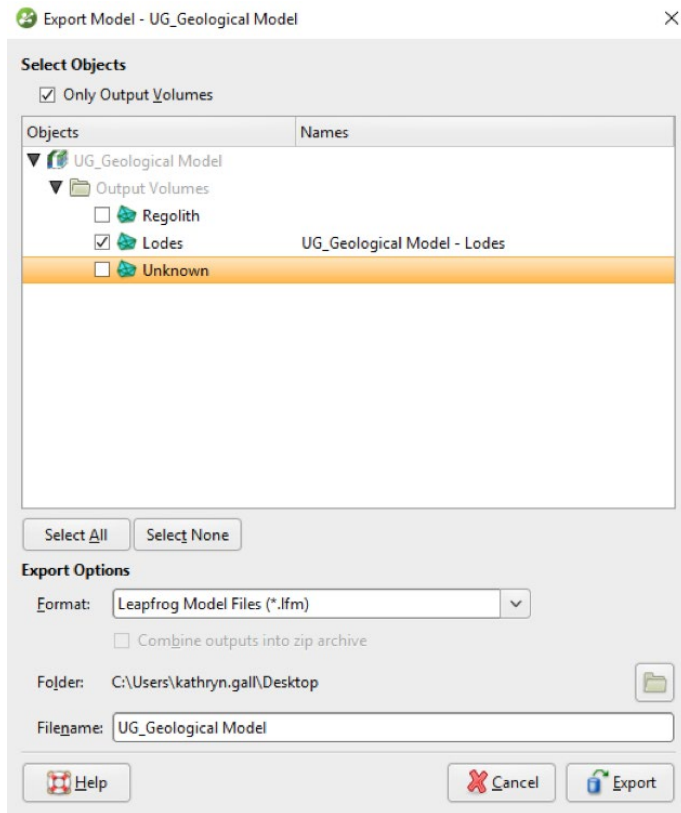 Export Model - UG_Geological Model
Select Objects
Only Output Volumes
Objects Names
UG_Geological Model
Output Volumes
Regolith
Lodes UG_Geological Model - Lodes
Unknown
Select All Select None
Export Options
Format: Leapfrog Model Files (*.lfm)
Combine outputs into zip archive
Folder: C:\Users\kathryn.gall\Desktop
Filename: UG_Geological Model
Help Cancel Export